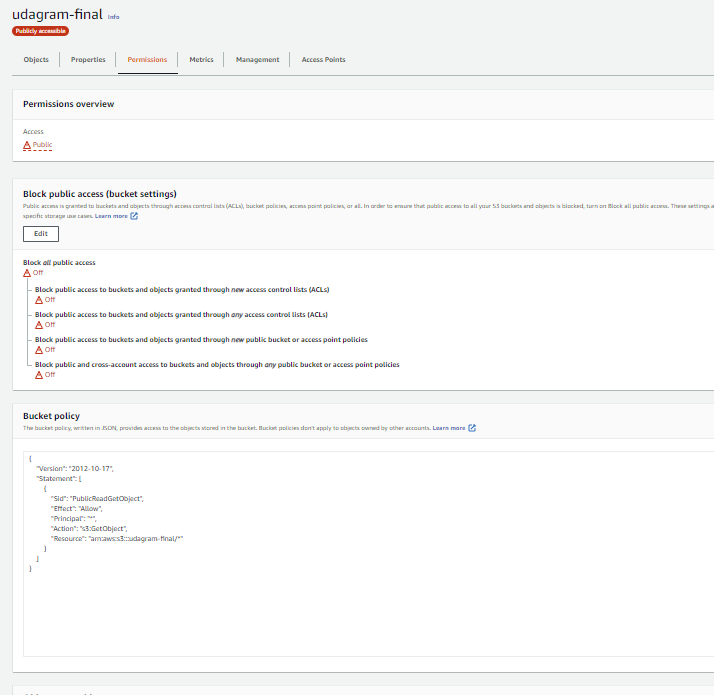 udagram-final Info
Publicly accessible
Objects Properties Permissions Metrics Management Access Points
Permissions overview
Access
Public
Block public access (bucket settings)
Public access is granted to buckets and objects through access control lists (ACLs), bucket policies, access point policies, or all. In order to ensure that public access to all your S3 buckets and objects is blocked, turn on Block all public access. These settings a
specific storage use cases. Learn more
Edit
Block all public access
Off
Block public access to buckets and objects granted through new access control lists (ACLs)
Off
Block public access to buckets and objects granted through any access control lists (ACLs)
Off
Block public access to buckets and objects granted through new public bucket or access point policies
Off
Block public and cross-account access to buckets and objects through any public bucket or access point policies
Off
Bucket policy
The bucket policy, written in JSON, provides access to the objects stored in the bucket. Bucket policies don't apply to objects owned by other accounts. Learn more
{
"Version": "2012-10-17",
"Statement": [
{
"Sid": "PublicReadGetObject",
"Effect": "Allow",
"Principal": "*",
"Action": "s3:GetObject",
"Resource": "arn:aws:s3:::udagram-final/*"
}
]
}